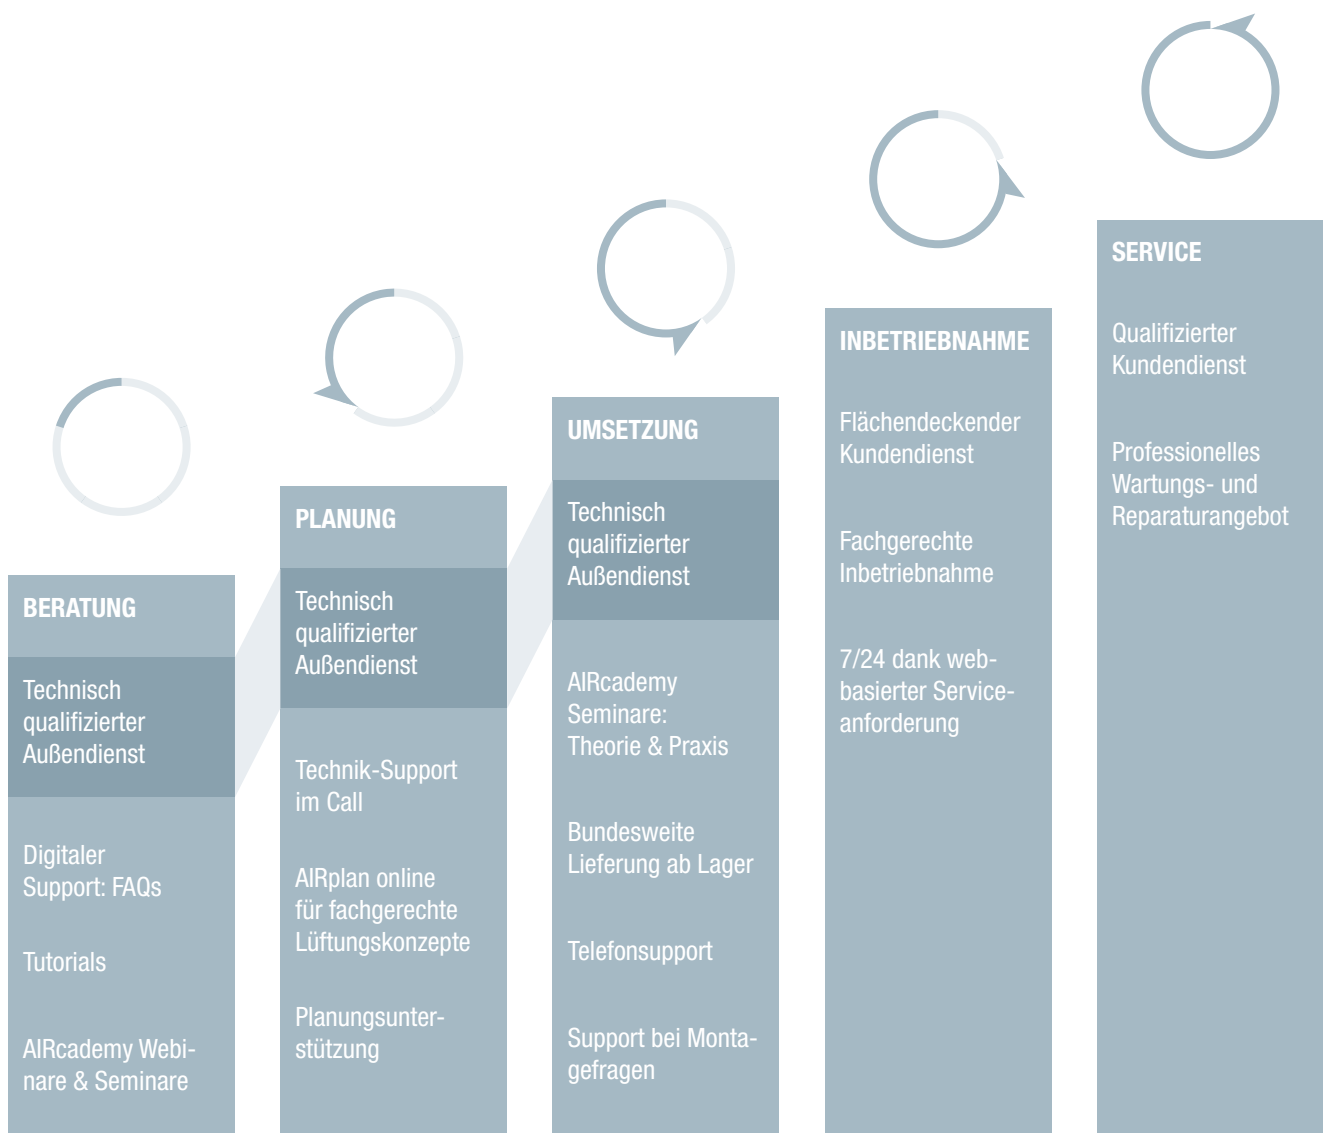 BERATUNG
Technisch
qualifizierter
Außendienst
Digitaler
Support: FAQs
Tutorials
AIRcademy Webi-
nare & Seminare
PLANUNG
Technisch
qualifizierter
Außendienst
Technik-Support
im Call
AIRplan online
für fachgerechte
Lüftungskonzepte
Planungsunter-
stützung
UMSETZUNG
Technisch
qualifizierter
Außendienst
AIRcademy
Seminare:
Theorie & Praxis
Bundesweite
Lieferung ab Lager
Telefonsupport
Support bei Monta-
gefragen
INBETRIEBNAHME
Flächendeckender
Kundendienst
Fachgerechte
Inbetriebnahme
7/24 dank web-
basierter Service-
anforderung
SERVICE
Qualifizierter
Kundendienst
Professionelles
Wartungs- und
Reparaturangebot